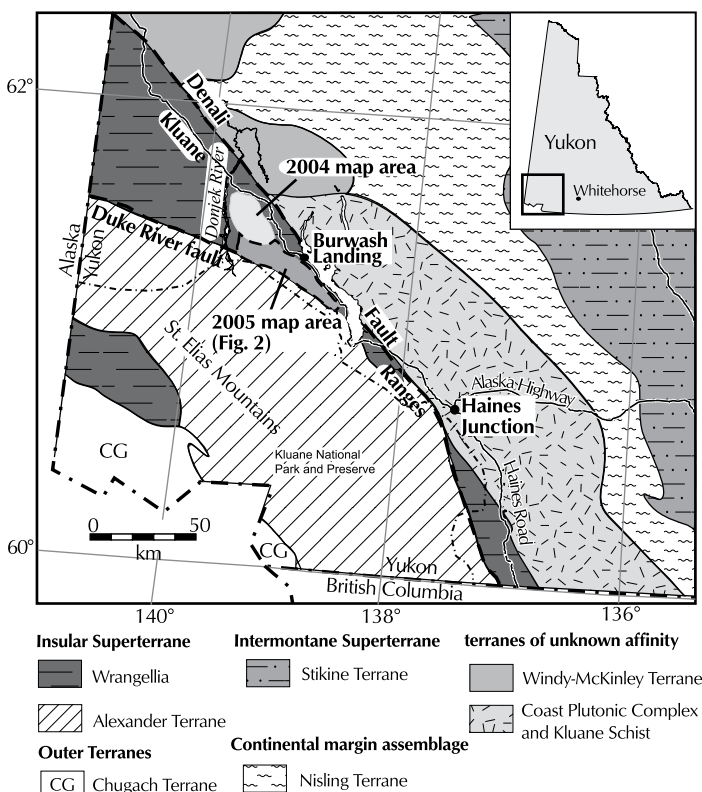 62°
Denali
Kluane
Donjek River
2004 map area
Yukon
Whitehorse
Duke River fault
Alaska
Yukon
Burwash
Landing
2005 map area
(Fig. 2)
Fault
Ranges
St. Elias Mountains
Alaska Highway
Haines
Junction
CG
Kluane National
Park and Preserve
Haines Road
0 50
km
60°
CG
Yukon
British Columbia
140° 138° 136°
Insular Superterrane
Wrangellia
Alexander Terrane
Outer Terranes
CG Chugach Terrane
Intermontane Superterrane
Stikine Terrane
Continental margin assemblage
Nisling Terrane
terranes of unknown affinity
Windy-McKinley Terrane
Coast Plutonic Complex
and Kluane Schist